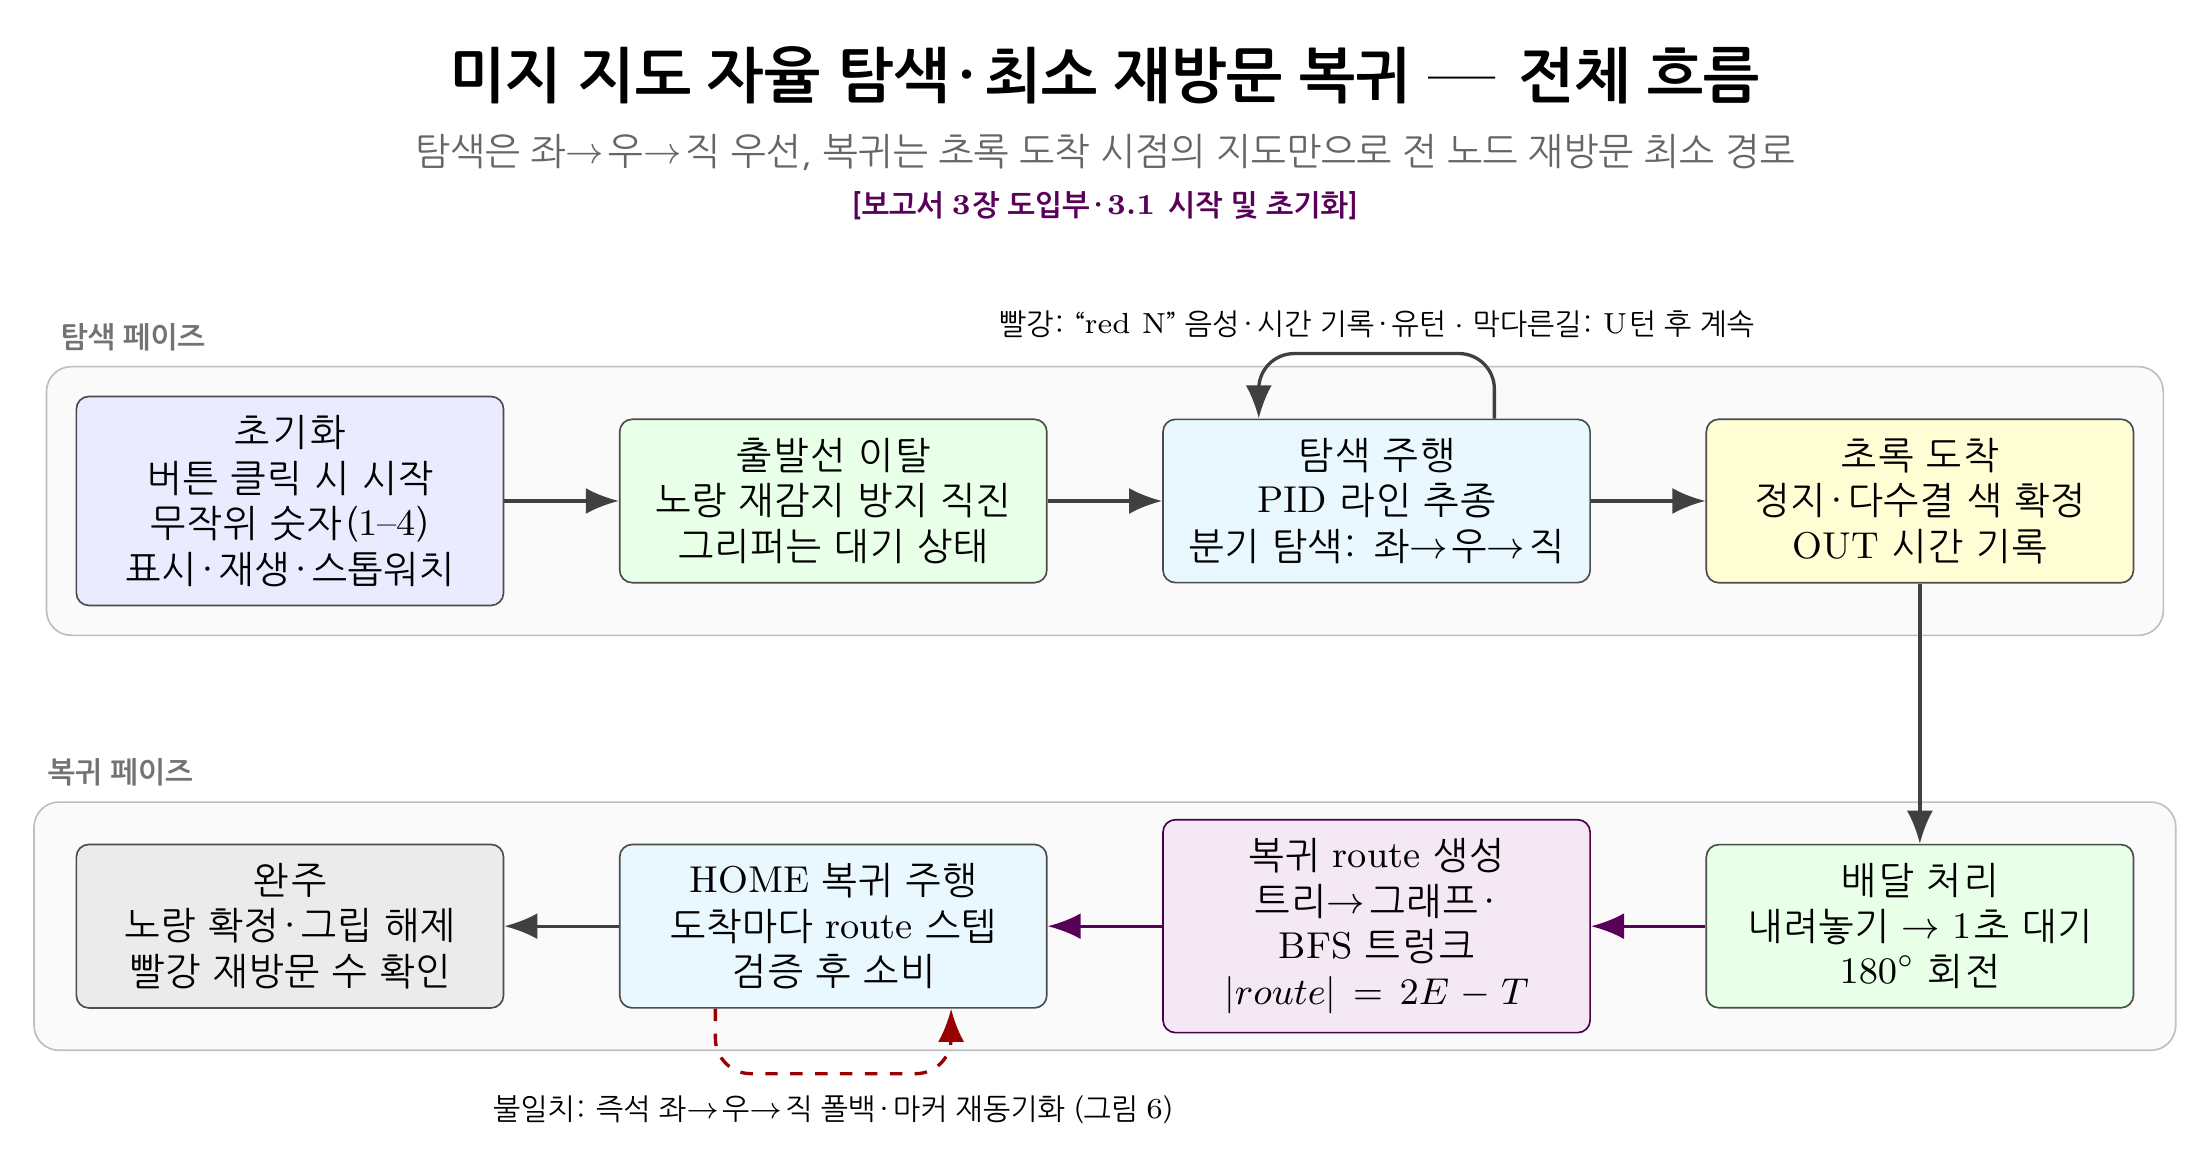 미지 지도 자율 탐색·최소 재방문 복귀 — 전체 흐름
탐색은 좌→우→직 우선, 복귀는 초록 도착 시점의 지도만으로 전 노드 재방문 최소 경로
[보고서 3장 도입부·3.1 시작 및 초기화]
빨강: “red N” 음성·시간 기록·유턴 · 막다른길: U턴 후 계속
탐색 페이즈
초기화
버튼 클릭 시 시작
무작위 숫자(1–4)
표시·재생·스톱워치
출발선 이탈
노랑 재감지 방지 직진
그리퍼는 대기 상태
탐색 주행
PID 라인 추종
분기 탐색: 좌→우→직
초록 도착
정지·다수결 색 확정
OUT 시간 기록
복귀 페이즈
완주
노랑 확정·그립 해제
빨강 재방문 수 확인
HOME 복귀 주행
도착마다 route 스텝
검증 후 소비
복귀 route 생성
트리→그래프·
BFS 트렁크
|route| = 2E − T
배달 처리
내려놓기 → 1초 대기
180° 회전
불일치: 즉석 좌→우→직 폴백·마커 재동기화 (그림 6)